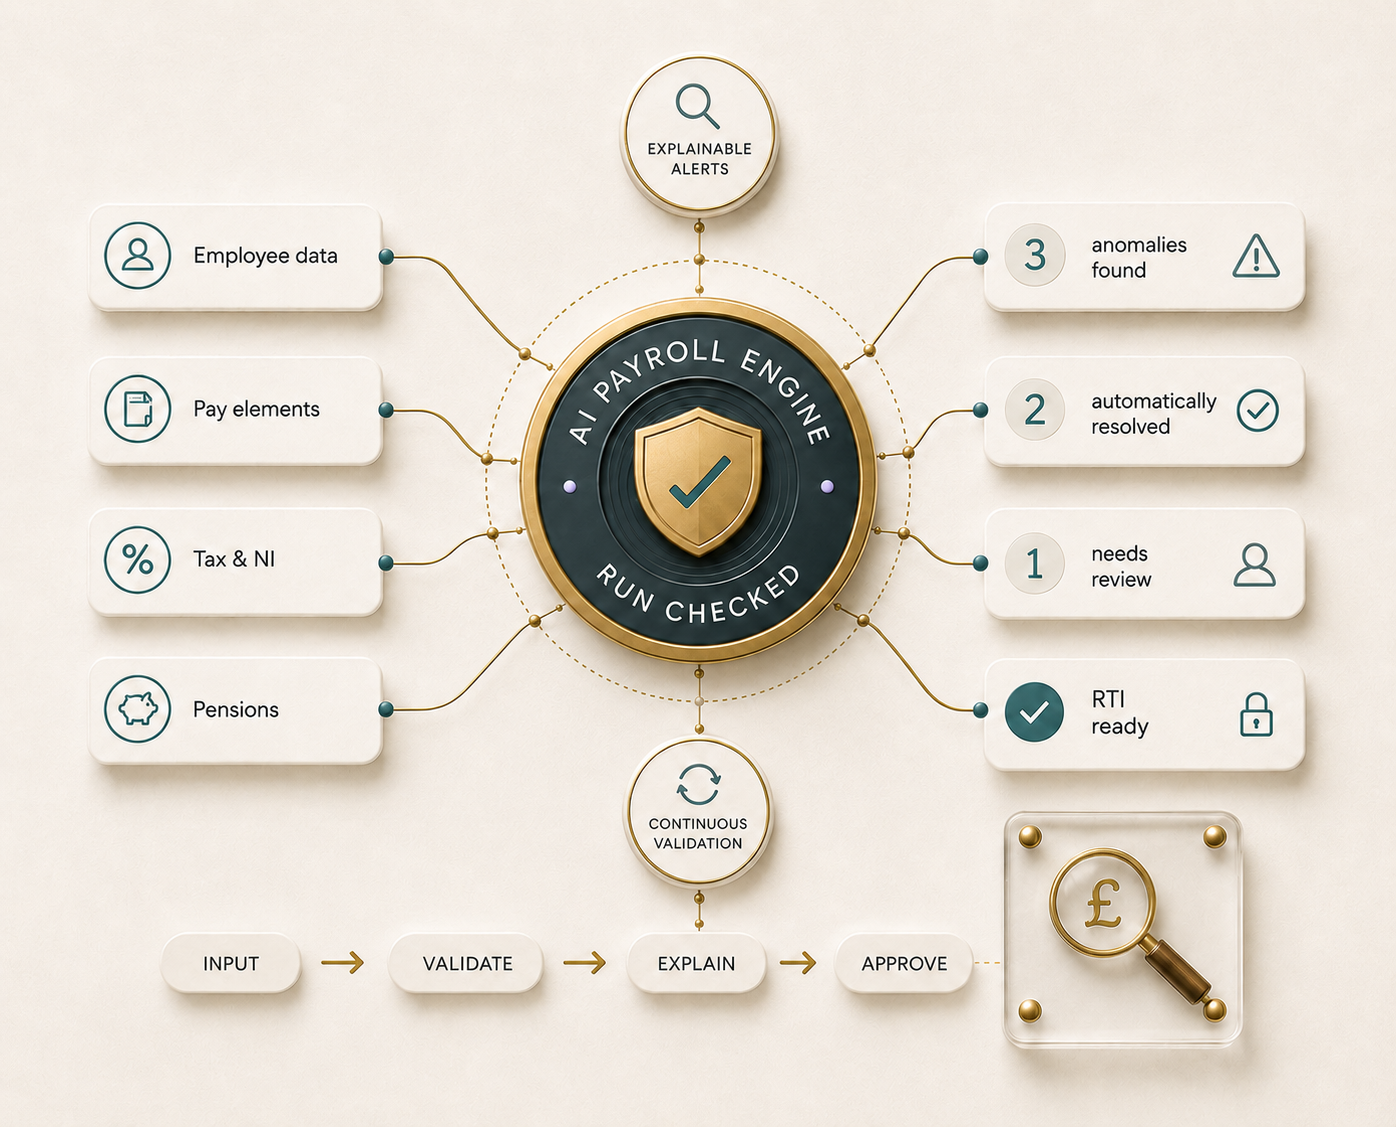 EXPLAINABLE
ALERTS
Employee data
Pay elements
Tax & NI
Pensions
AI PAYROLL ENGINE
RUN CHECKED
3 anomalies
found
2 automatically
resolved
1 needs
review
RTI
ready
CONTINUOUS
VALIDATION
INPUT
VALIDATE
EXPLAIN
APPROVE
£